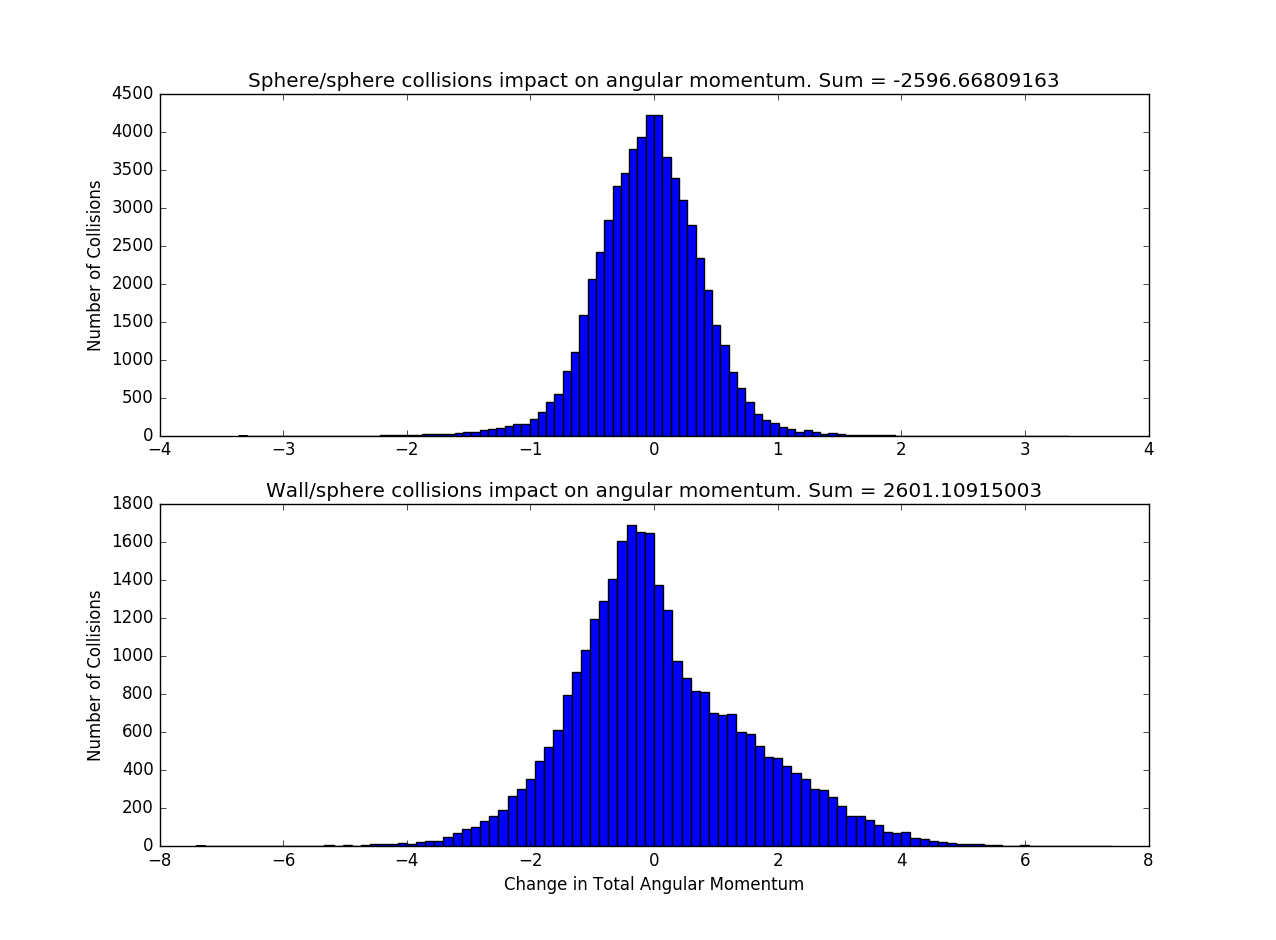 Sphere/sphere collisions impact on angular momentum. Sum = -2596.66809163
4500
4000
3500
3000
2500
2000
1500
1000
500
0
Number of Collisions
−4 −3 −2 −1 0 1 2 3 4
Wall/sphere collisions impact on angular momentum. Sum = 2601.10915003
1800
1600
1400
1200
1000
800
600
400
200
0
Number of Collisions
−8 −6 −4 −2 0 2 4 6 8
Change in Total Angular Momentum